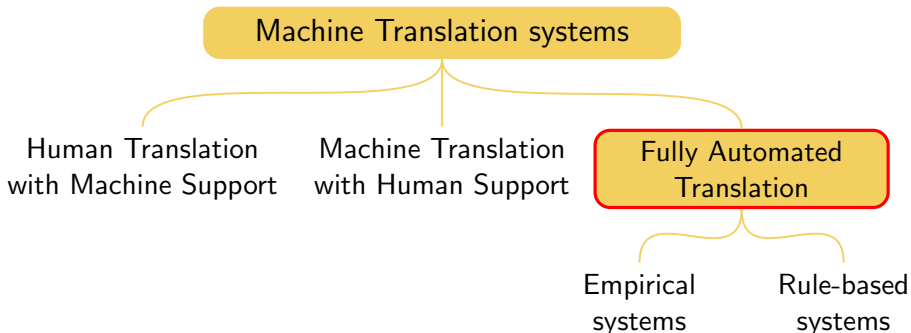 Machine Translation systems
Human Translation
with Machine Support
Machine Translation
with Human Support
Fully Automated
Translation
Empirical
systems
Rule-based
systems